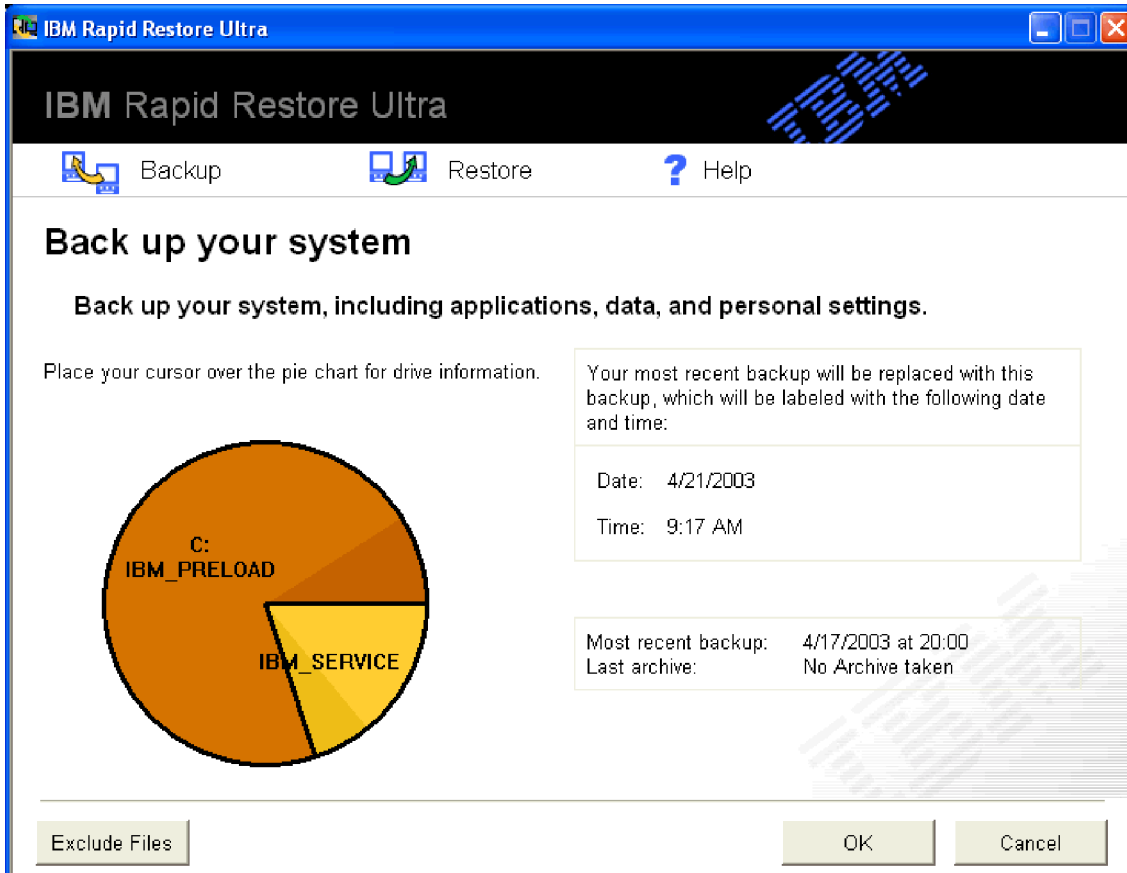 IBM Rapid Restore Ultra
IBM Rapid Restore Ultra
IBM
Backup
Restore
? Help
Back up your system
Back up your system, including applications, data, and personal settings.
Place your cursor over the pie chart for drive information.
C:
IBM_PRELOAD
IBM_SERVICE
Your most recent backup will be replaced with this
backup, which will be labeled with the following date
and time:
Date: 4/21/2003
Time: 9:17 AM
Most recent backup: 4/17/2003 at 20:00
Last archive: No Archive taken
IBM
Exclude Files
OK
Cancel